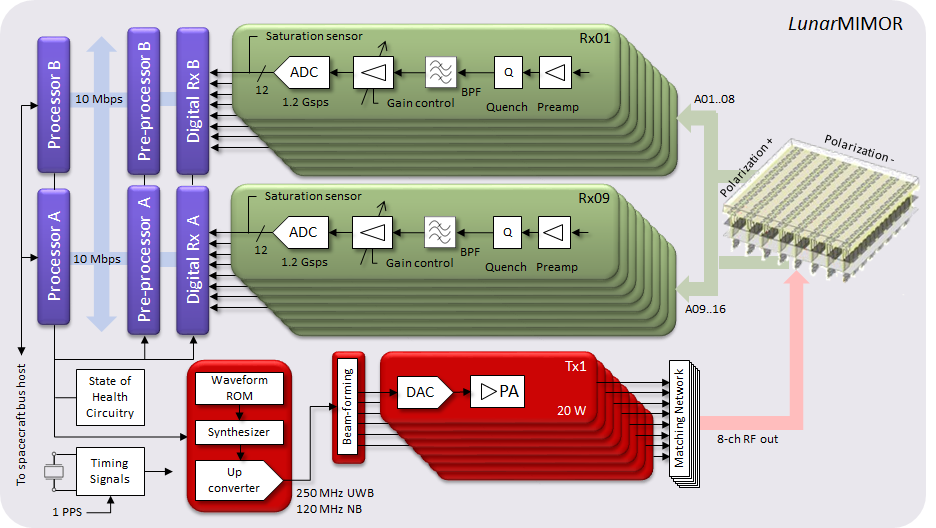 LunarMIMOR
Processor B
10 Mbps
Pre-processor B
Digital Rx B
Saturation sensor
Rx01
12
ADC
1.2 Gsps
Gain control
BPF
Q
Quench
Preamp
A01..08
Polarization +
Polarization -
Processor A
10 Mbps
Pre-processor A
Digital Rx A
Saturation sensor
Rx09
12
ADC
1.2 Gsps
Gain control
BPF
Q
Quench
Preamp
A09..16
To spacecraft bus host
State of
Health
Circuitry
Timing
Signals
1 PPS
Waveform
ROM
Synthesizer
Up
converter
250 MHz UWB
120 MHz NB
Beam-forming
Tx1
DAC
PA
20 W
Matching Network
8-ch RF out